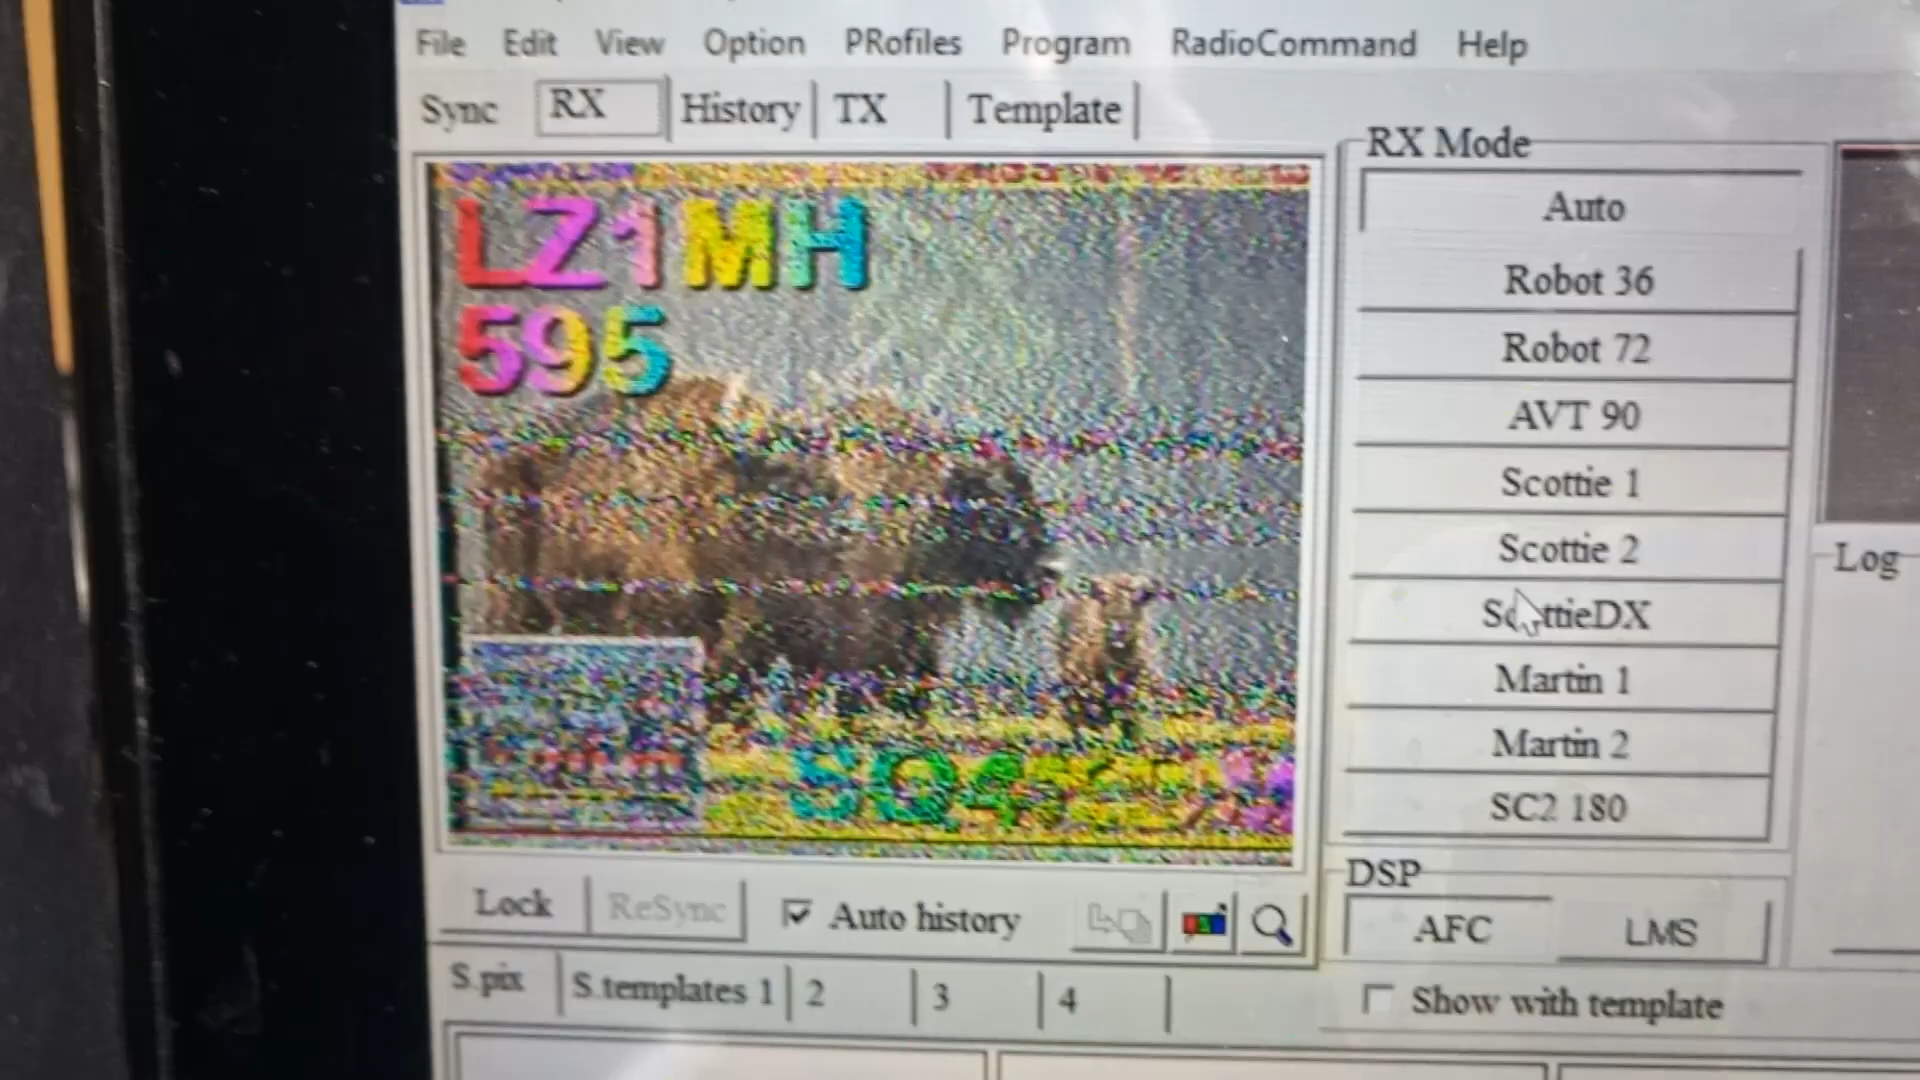 File Edit View Option PRofiles Program RadioCommand Help
Sync RX History TX Template
RX Mode
LZ1MH
595
Auto
Robot 36
Robot 72
AVT 90
Scottie 1
Scottie 2
ScottieDX
Martin 1
Martin 2
SC2 180
Log
DSP
AFC LMS
Lock ReSync Auto history
S.pix S.templates 1 2 3 4
Show with template